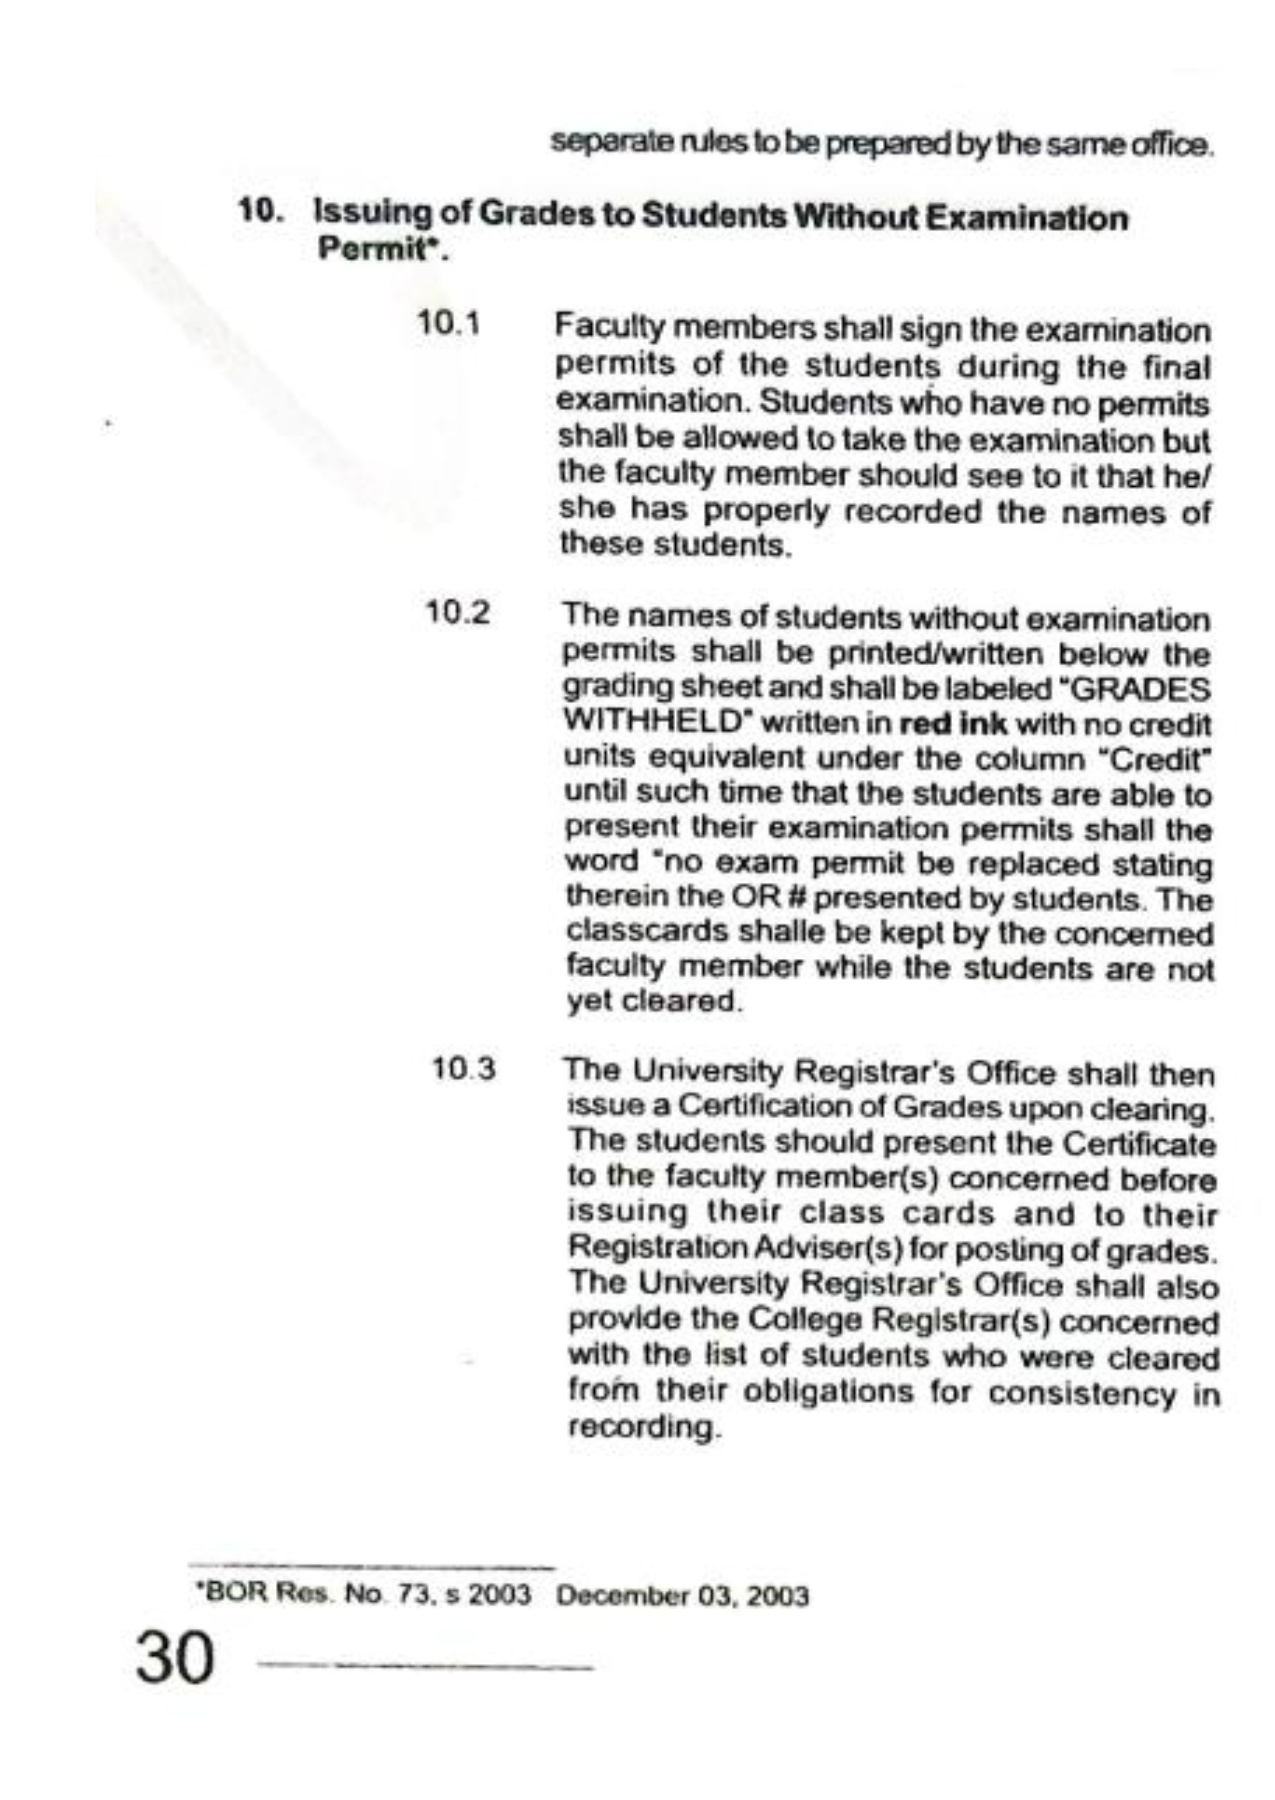 separate rules to be prepared by the same office.
10. Issuing of Grades to Students Without Examination
Permit*.
10.1 Faculty members shall sign the examination
permits of the students during the final
examination. Students who have no permits
shall be allowed to take the examination but
the faculty member should see to it that he/
she has properly recorded the names of
these students.
10.2 The names of students without examination
permits shall be printed/written below the
grading sheet and shall be labeled "GRADES
WITHHELD" written in red ink with no credit
units equivalent under the column "Credit"
until such time that the students are able to
present their examination permits shall the
word "no exam permit be replaced stating
therein the OR # presented by students. The
classcards shalle be kept by the concerned
faculty member while the students are not
yet cleared.
10.3 The University Registrar's Office shall then
issue a Certification of Grades upon clearing.
The students should present the Certificate
to the faculty member(s) concerned before
issuing their class cards and to their
Registration Adviser(s) for posting of grades.
The University Registrar's Office shall also
provide the College Registrar(s) concerned
with the list of students who were cleared
from their obligations for consistency in
recording.
*BOR Res. No. 73, s 2003 December 03, 2003
30